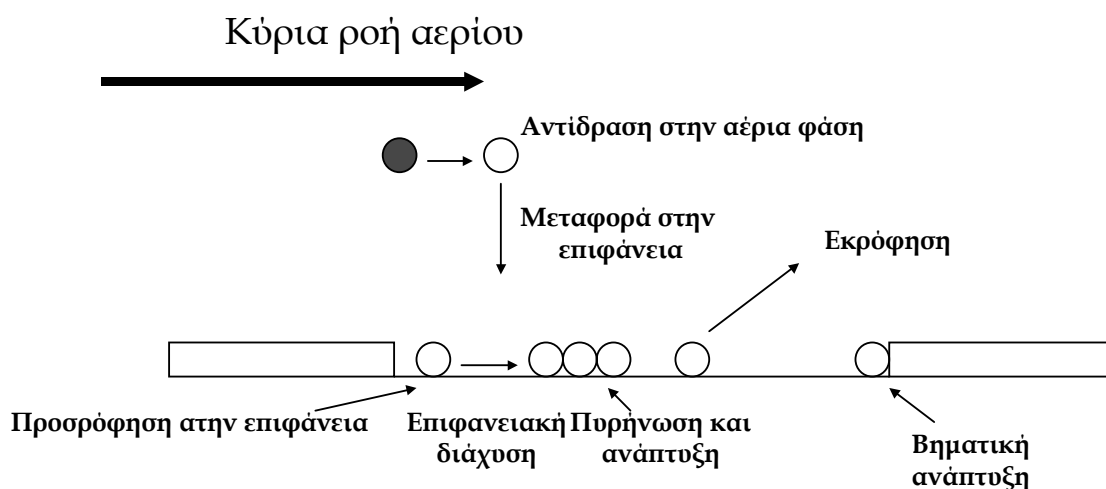 Κύρια ροή αερίου
Αντίδραση στην αέρια φάση
Μεταφορά στην
επιφάνεια
Εκρόφηση
Προσρόφηση ατην επιφάνεια
Επιφανειακή
διάχυση
Πυρήνωση και
ανάπτυξη
Βηματική
ανάπτυξη